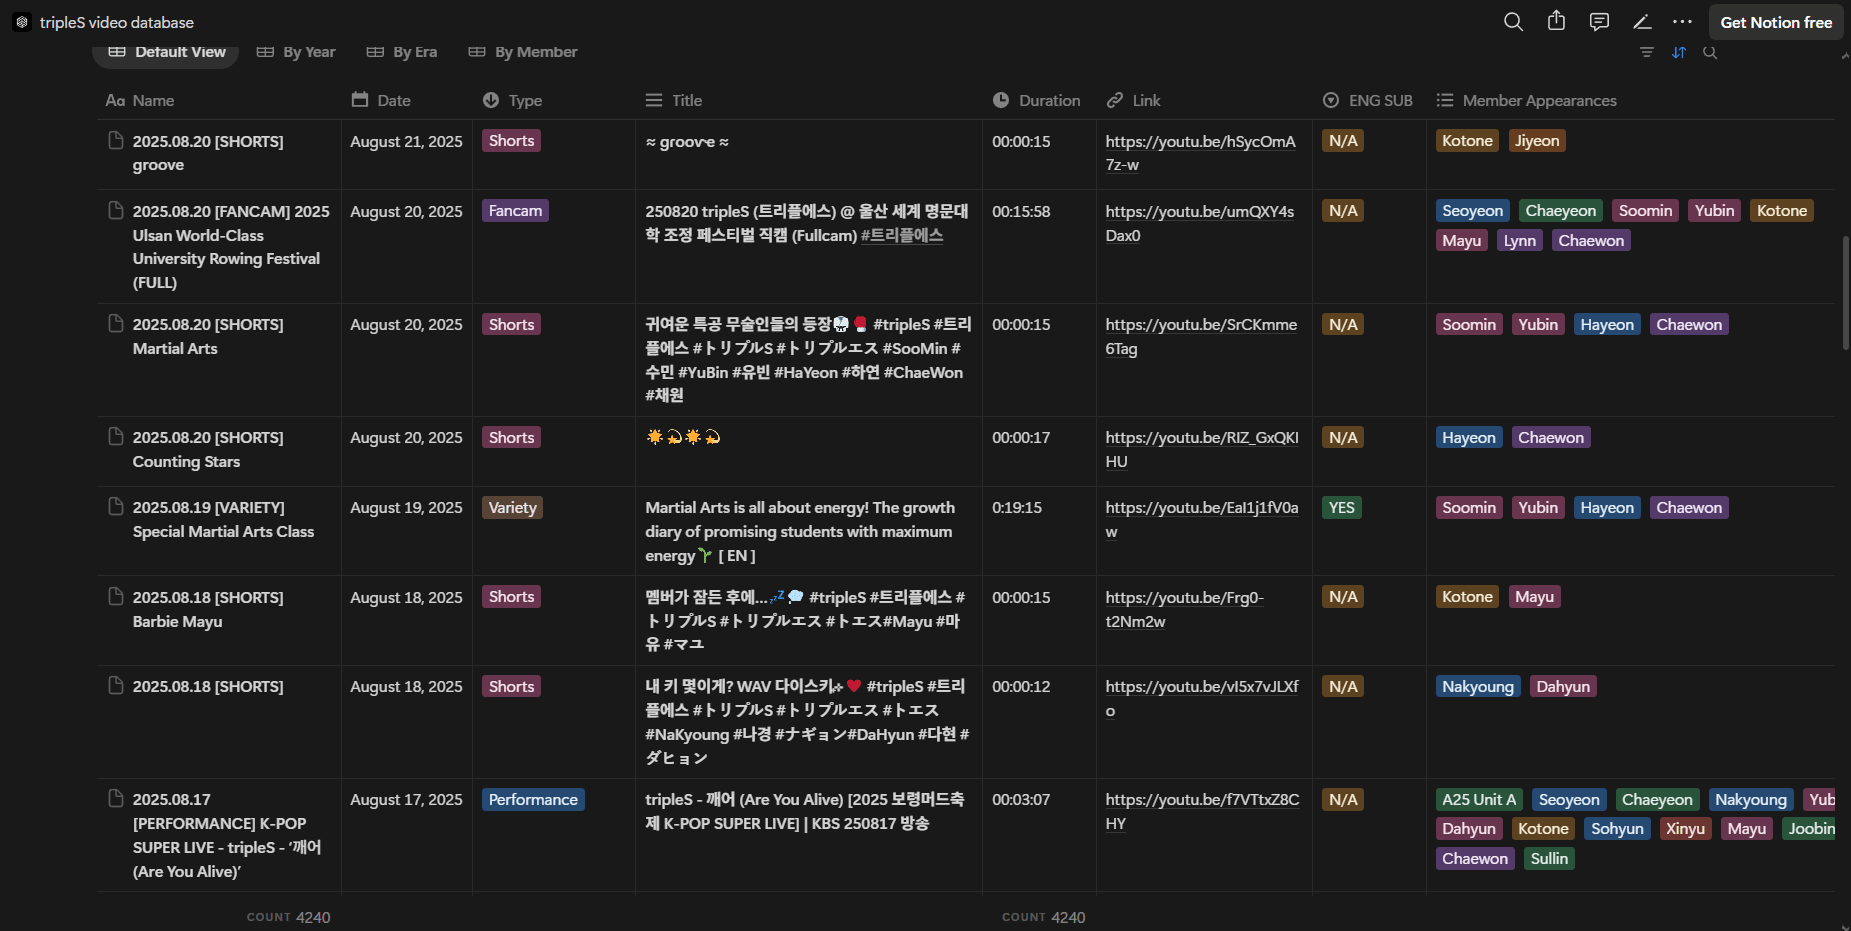 tripleS video database
Get Notion free
Default View
By Year
By Era
By Member
Aa Name
Date
Type
Title
Duration
Link
ENG SUB
Member Appearances
2025.08.20 [SHORTS]
groove
August 21, 2025
Shorts
≈ groove ≈
00:00:15
https://youtu.be/hSycOmA
7z-w
N/A
Kotone Jiyeon
2025.08.20 [FANCAM] 2025
Ulsan World-Class
University Rowing Festival
(FULL)
August 20, 2025
Fancam
250820 tripleS (트리플에스) @ 울산 세계 명문대
학 조정 페스티벌 직캠 (Fullcam) #트리플에스
00:15:58
https://youtu.be/umQXY4s
Dax0
N/A
Seoyeon Chaeyeon Soomin Yubin Kotone
Mayu Lynn Chaewon
2025.08.20 [SHORTS]
Martial Arts
August 20, 2025
Shorts
귀여운 특공 무술인들의 등장🥋🥊 #tripleS #트리
플에스 #トリプルS #トリプルエス #SooMin #
수민 #YuBin #유빈 #HaYeon #하연 #ChaeWon
#채원
00:00:15
https://youtu.be/SrCKmme
6Tag
N/A
Soomin Yubin Hayeon Chaewon
2025.08.20 [SHORTS]
Counting Stars
August 20, 2025
Shorts
🌟💫🌟💫
00:00:17
https://youtu.be/RIZ_GxQKI
HU
N/A
Hayeon Chaewon
2025.08.19 [VARIETY]
Special Martial Arts Class
August 19, 2025
Variety
Martial Arts is all about energy! The growth
diary of promising students with maximum
energy🌱 [ EN ]
0:19:15
https://youtu.be/EaI1j1fV0a
w
YES
Soomin Yubin Hayeon Chaewon
2025.08.18 [SHORTS]
Barbie Mayu
August 18, 2025
Shorts
멤버가 잠든 후에...💤💭 #tripleS #트리플에스 #
トリプルS #トリプルエス #トエス#Mayu #마
유 #マユ
00:00:15
https://youtu.be/Frg0-
t2Nm2w
N/A
Kotone Mayu
2025.08.18 [SHORTS]
August 18, 2025
Shorts
내 키 몇이게? WAV 다이스키✨❤️ #tripleS #트리
플에스 #トリプルS #トリプルエス #トエス
#NaKyoung #나경 #ナギョン#DaHyun #다현 #
ダヒョン
00:00:12
https://youtu.be/vI5x7vJLXf
o
N/A
Nakyoung Dahyun
2025.08.17
[PERFORMANCE] K-POP
SUPER LIVE - tripleS - ‘깨어
(Are You Alive)’
August 17, 2025
Performance
tripleS - 깨어 (Are You Alive) [2025 보령머드축
제 K-POP SUPER LIVE] | KBS 250817 방송
00:03:07
https://youtu.be/f7VTtxZ8C
HY
N/A
A25 Unit A Seoyeon Chaeyeon Nakyoung Yub
Dahyun Kotone Sohyun Xinyu Mayu Joobin
Chaewon Sullin
COUNT 4240
COUNT 4240